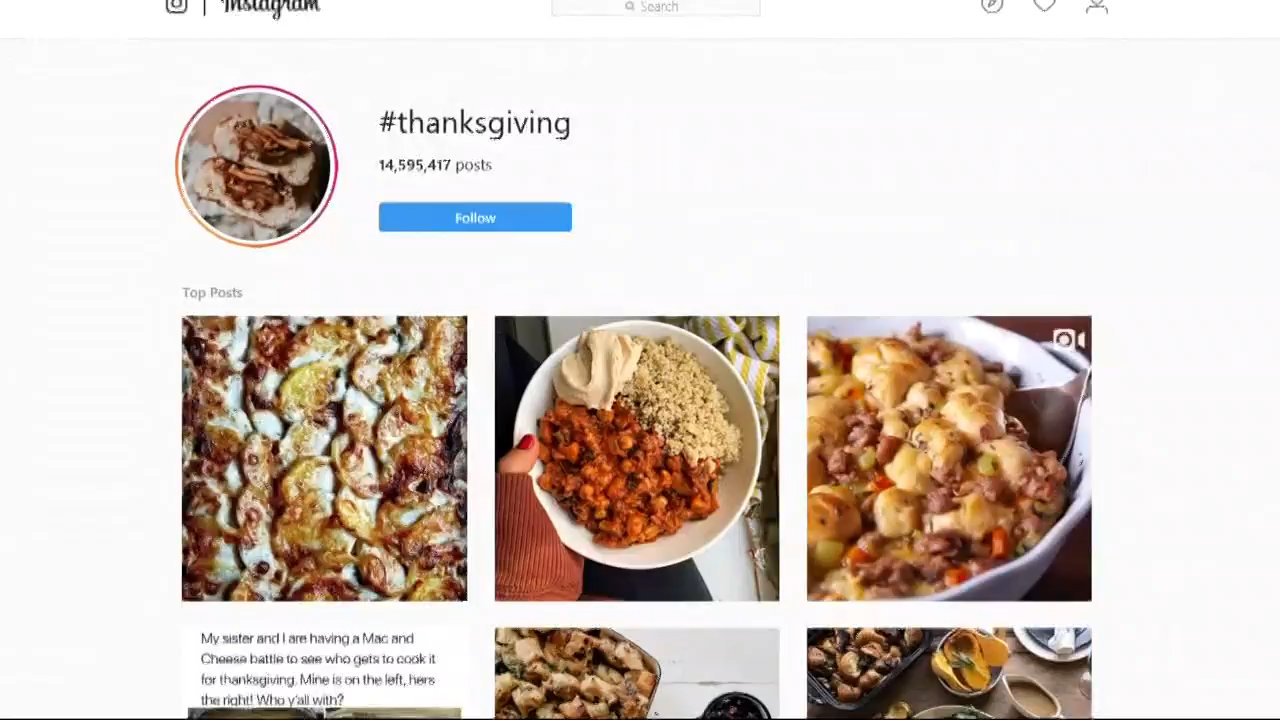 Instagram
Search
#thanksgiving
14,595,417 posts
Follow
Top Posts
My sister and I are having a Mac and
Cheese battle to see who gets to cook it
for thanksgiving. Mine is on the left, hers
the right! Who y'all with?